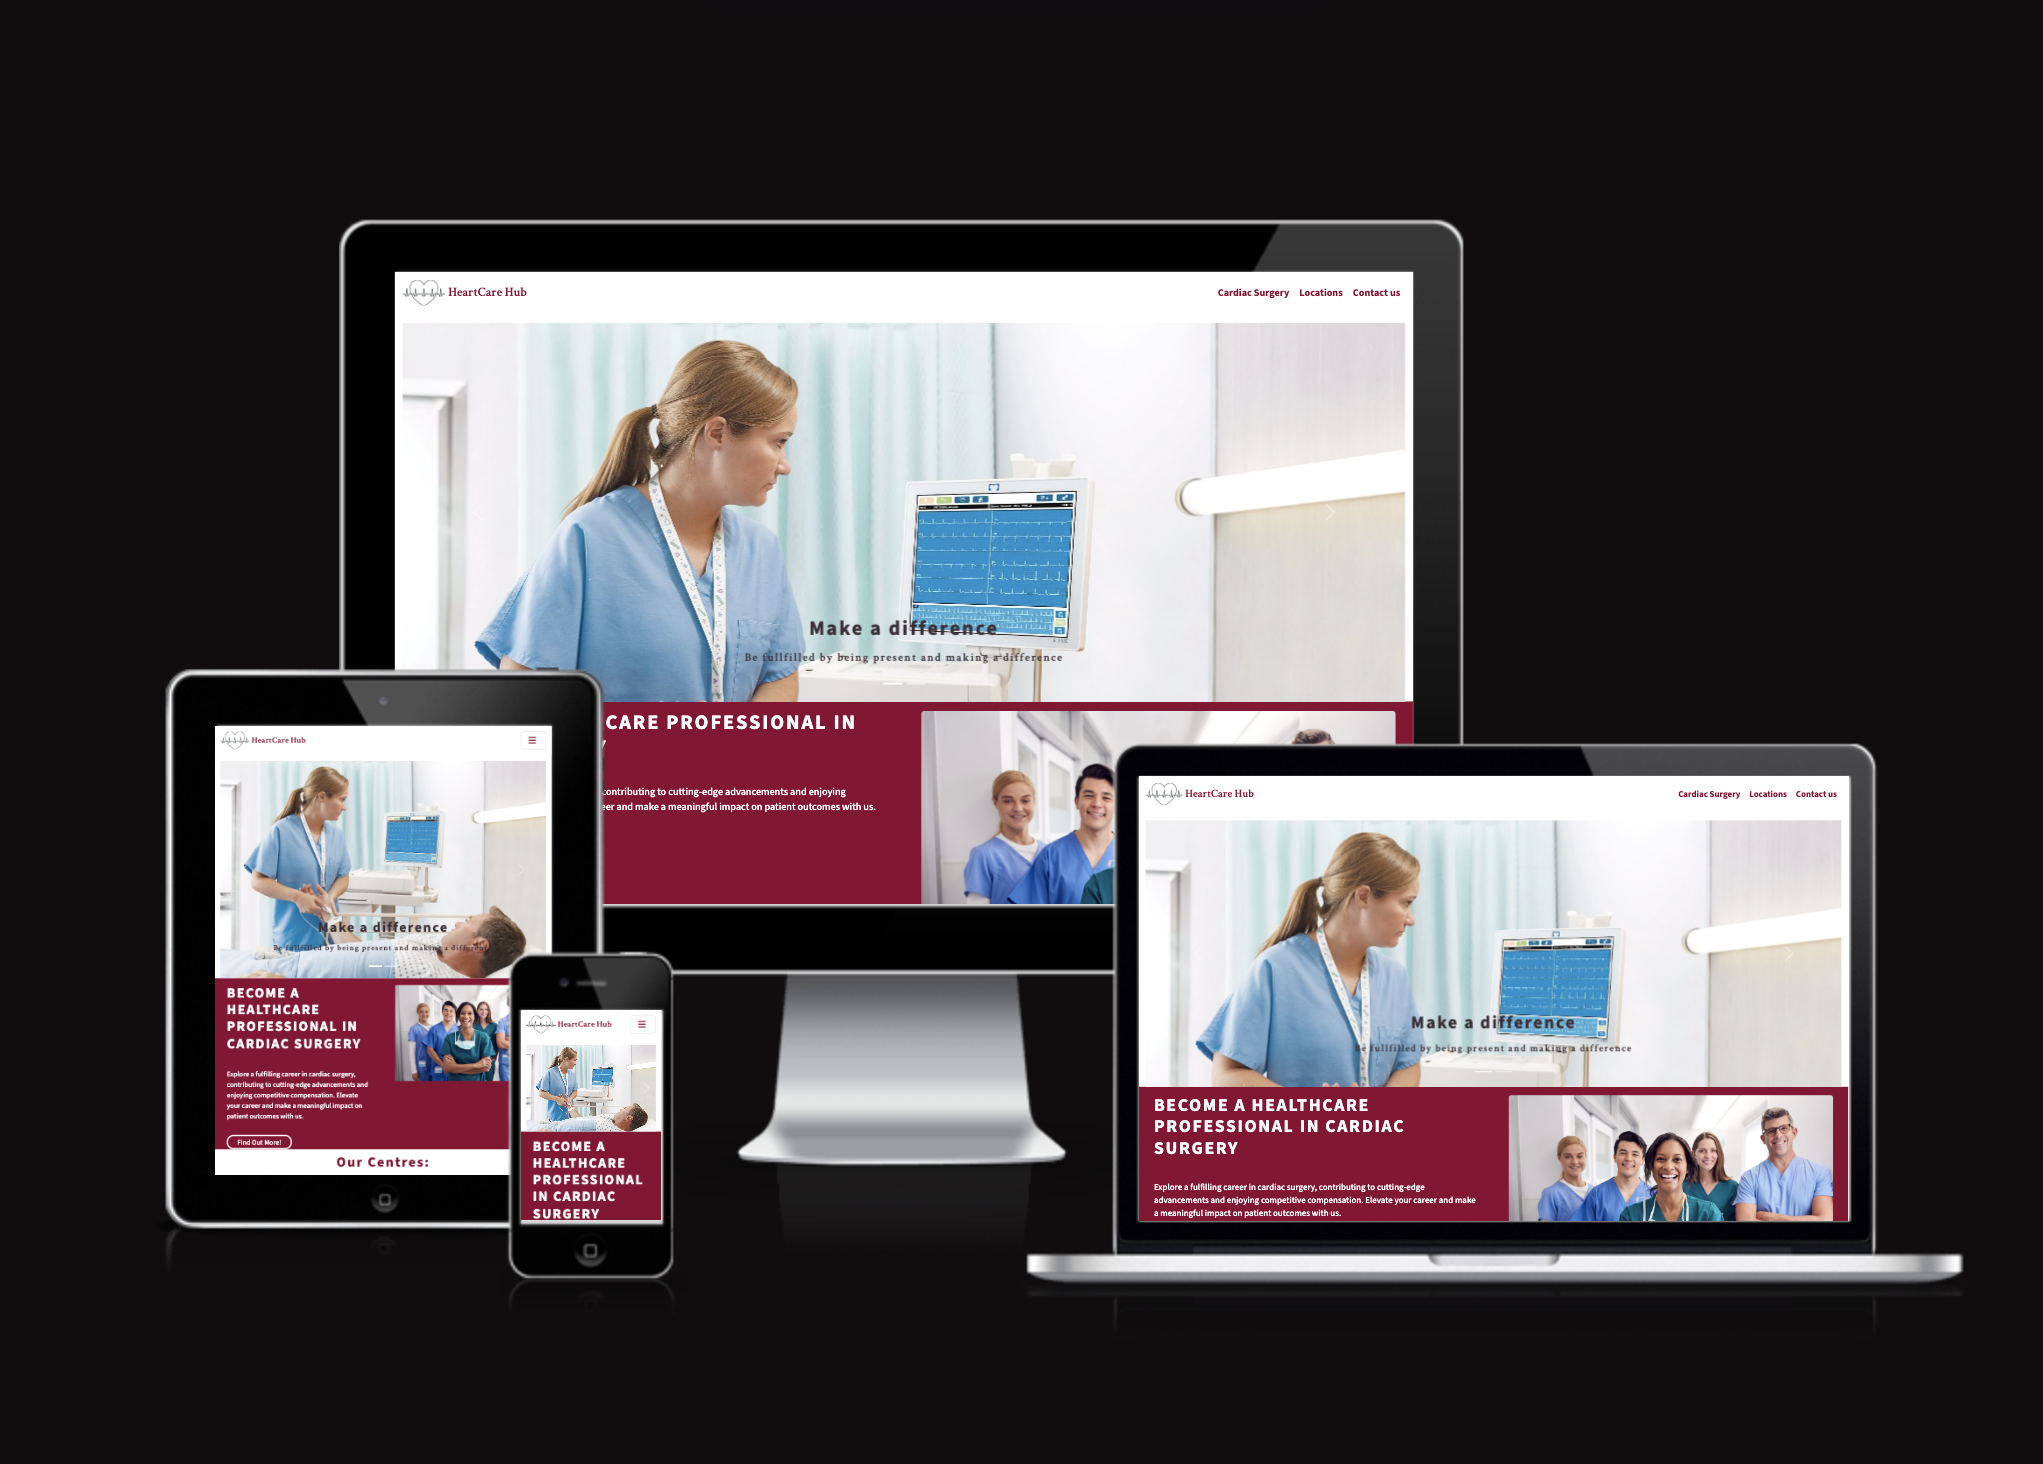 HeartCare Hub
Cardiac Surgery Locations Contact us
Make a difference
Be fullfilled by being present and making a difference
CARE PROFESSIONAL IN
contributing to cutting-edge advancements and enjoying
er and make a meaningful impact on patient outcomes with us.
HeartCare Hub
Make a difference
Be fullfilled by being present and making a difference
BECOME A
HEALTHCARE
PROFESSIONAL IN
CARDIAC SURGERY
Explore a fulfilling career in cardiac surgery,
contributing to cutting-edge advancements and
enjoying competitive compensation. Elevate
your career and make a meaningful impact on
patient outcomes with us.
Find Out More!
Our Centres:
HeartCare Hub
BECOME A
HEALTHCARE
PROFESSIONAL
IN CARDIAC
SURGERY
HeartCare Hub
Cardiac Surgery Locations Contact us
Make a difference
Be fullfilled by being present and making a difference
BECOME A HEALTHCARE
PROFESSIONAL IN CARDIAC
SURGERY
Explore a fulfilling career in cardiac surgery, contributing to cutting-edge
advancements and enjoying competitive compensation. Elevate your career and make
a meaningful impact on patient outcomes with us.